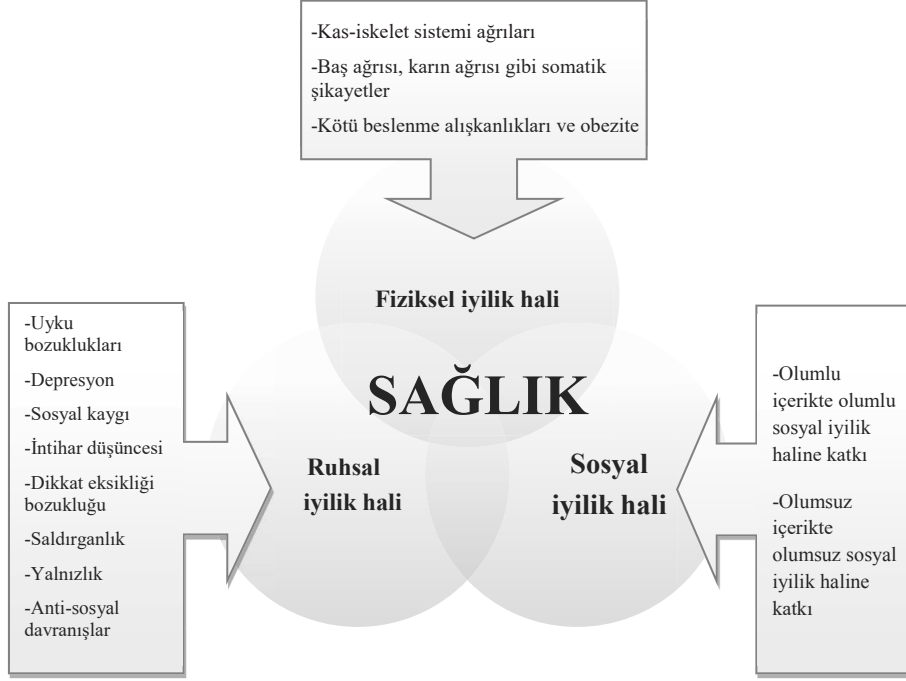 -Kas-iskelet sistemi ağrıları
-Baş ağrısı, karın ağrısı gibi somatik
şikayetler
-Kötü beslenme alışkanlıkları ve obezite
Fiziksel iyilik hali
SAĞLIK
Ruhsal
iyilik hali
Sosyal
iyilik hali
-Uyku
bozuklukları
-Depresyon
-Sosyal kaygı
-İntihar düşüncesi
-Dikkat eksikliği
bozukluğu
-Saldırganlık
-Yalnızlık
-Anti-sosyal
davranışlar
-Olumlu
içerikte olumlu
sosyal iyilik
haline katkı
-Olumsuz
içerikte
olumsuz sosyal
iyilik haline
katkı